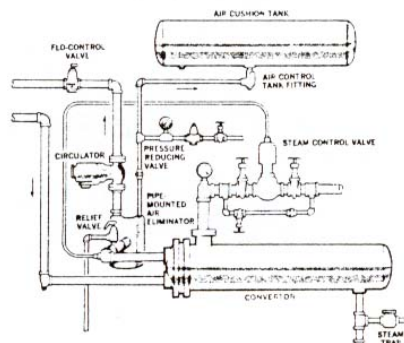 AIR CUSHION TANK
FLO-CONTROL
VALVE
AIR CONTROL
TANK FITTING
PRESSURE
REDUCING
VALVE
STEAM CONTROL VALVE
CIRCULATOR
PIPE
MOUNTED
AIR
ELIMINATOR
RELIEF
VALVE
CONVERTOR
STEAM
TRAP